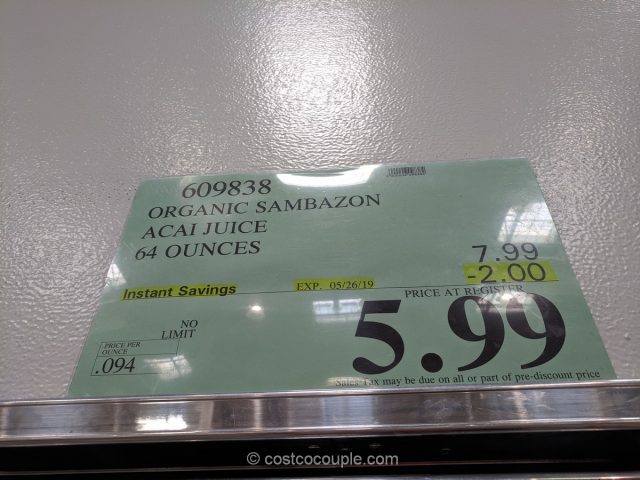 609838
ORGANIC SAMBAZON
ACAI JUICE
64 OUNCES
7.99
-2.00
Instant Savings
EXP. 05/26/19
PRICE AT REGISTER
5.99
NO
LIMIT
PRICE PER
OUNCE
.094
Sales Tax may be due on all or part of pre-discount price
© costcocouple.com